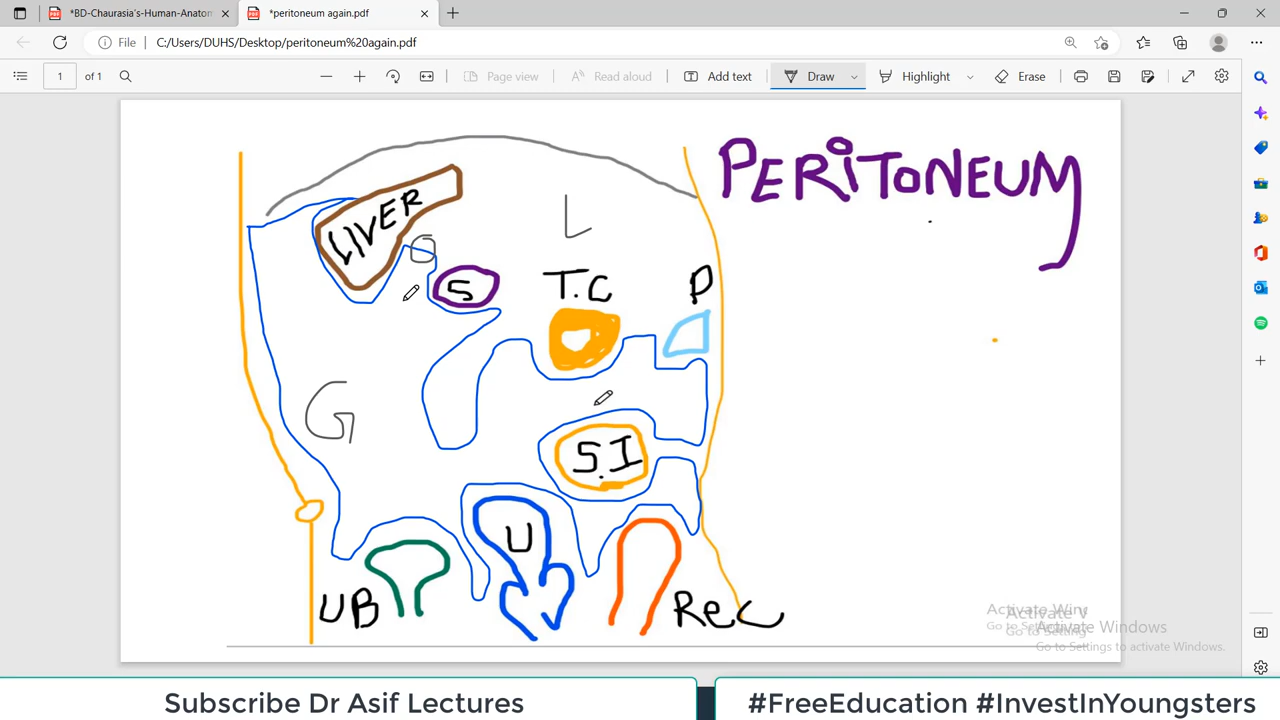 *BD-Chaurasia's-Human-Anatom
*peritoneum again.pdf
File
C:/Users/DUHS/Desktop/peritoneum%20again.pdf
1
of 1
Page view
Read aloud
Add text
Draw
Highlight
Erase
PERITONEUM
LIVER
L
S
T.C
P
G
S.I
U
UB
Rec
Activate Windows
Go to Settings to activate Windows.
Subscribe Dr Asif Lectures
#FreeEducation #InvestInYoungsters